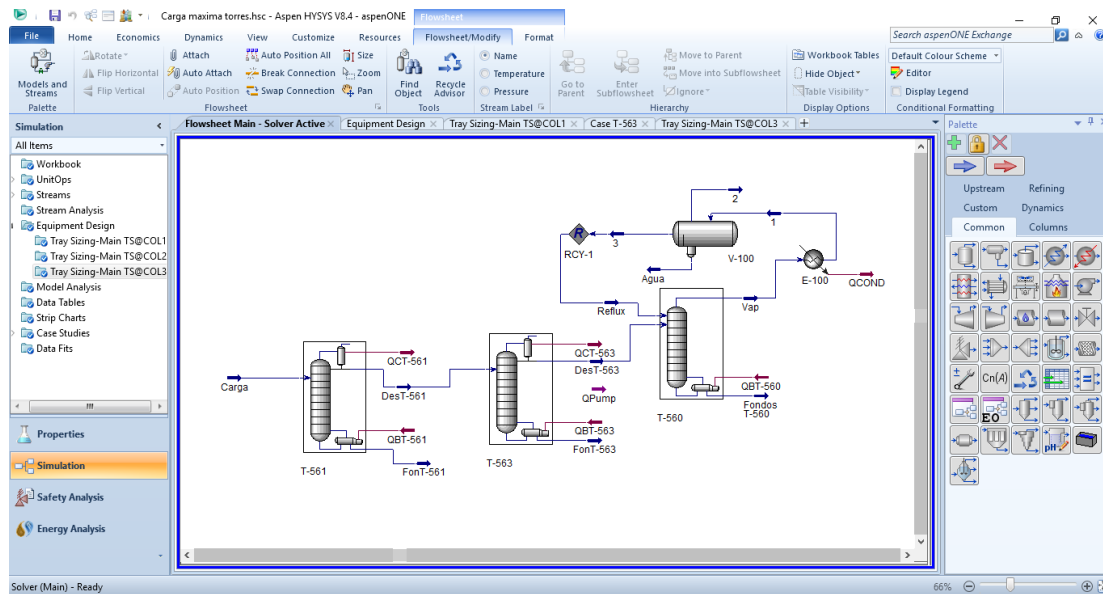 Carga maxima torres.hsc - Aspen HYSYS V8.4 - aspenONE
Flowsheet
File
Home
Economics
Dynamics
View
Customize
Resources
Flowsheet/Modify
Format
Search aspenONE Exchange
Models and Streams
Palette
Rotate
Flip Horizontal
Flip Vertical
Attach
Auto Attach
Auto Position
Auto Position All
Break Connection
Swap Connection
Size
Zoom
Pan
Flowsheet
Find Object
Recycle Advisor
Tools
Name
Temperature
Pressure
Stream Label
Go to Parent
Enter Subflowsheet
Move to Parent
Move into Subflowsheet
Ignore
Hierarchy
Workbook Tables
Hide Object
Table Visibility
Display Options
Default Colour Scheme
Editor
Display Legend
Conditional Formatting
Simulation
All Items
Workbook
UnitOps
Streams
Stream Analysis
Equipment Design
Tray Sizing-Main TS@COL1
Tray Sizing-Main TS@COL2
Tray Sizing-Main TS@COL3
Model Analysis
Data Tables
Strip Charts
Case Studies
Data Fits
Properties
Simulation
Safety Analysis
Energy Analysis
Flowsheet Main - Solver Active
Equipment Design
Tray Sizing-Main TS@COL1
Case T-563
Tray Sizing-Main TS@COL3
2
1
3
R
RCY-1
V-100
Agua
E-100
QCOND
Reflux
Vap
QCT-561
QCT-563
DesT-563
Carga
DesT-561
QPump
QBT-560
Fondos
T-560
T-560
QBT-561
QBT-563
T-561
FonT-561
T-563
FonT-563
Palette
Upstream
Refining
Custom
Dynamics
Common
Columns
Cn(A)
EO
pH
Solver (Main) - Ready
66%